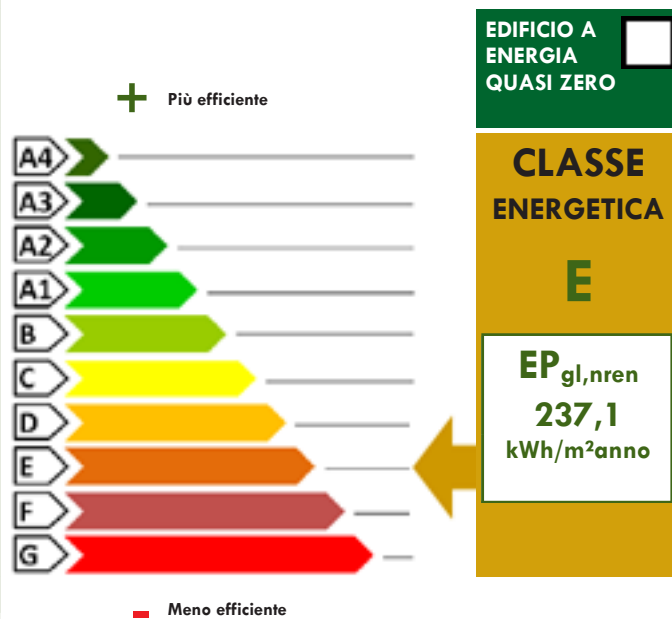 EDIFICIO A
ENERGIA
QUASI ZERO
+ Più efficiente
A4
A3
A2
A1
B
C
D
E
F
G
CLASSE
ENERGETICA
E
EPgl,nren
237,1
kWh/m²anno
- Meno efficiente